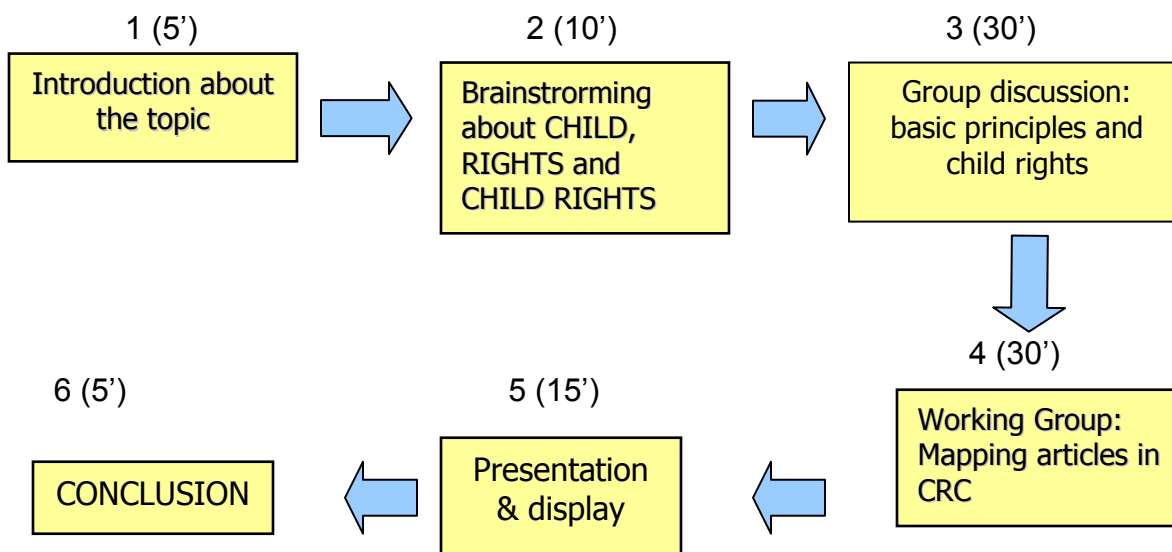 1 (5’)
Introduction about
the topic
2 (10’)
Brainstrorming
about CHILD,
RIGHTS and
CHILD RIGHTS
3 (30’)
Group discussion:
basic principles and
child rights
4 (30’)
Working Group:
Mapping articles in
CRC
5 (15’)
Presentation
& display
6 (5’)
CONCLUSION